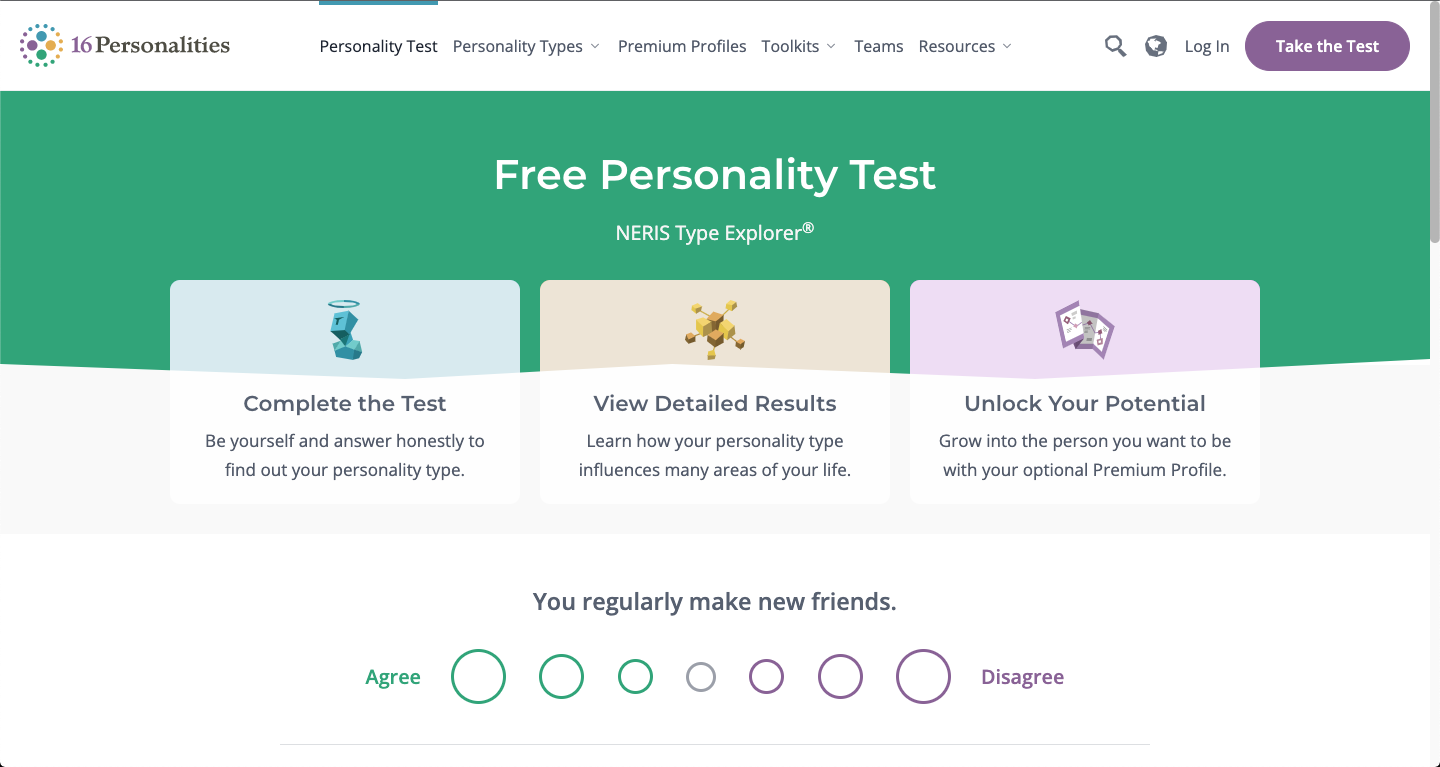 16Personalities
Personality Test
Personality Types
Premium Profiles
Toolkits
Teams
Resources
Log In
Take the Test
Free Personality Test
NERIS Type Explorer®
Complete the Test
Be yourself and answer honestly to
find out your personality type.
View Detailed Results
Learn how your personality type
influences many areas of your life.
Unlock Your Potential
Grow into the person you want to be
with your optional Premium Profile.
You regularly make new friends.
Agree
Disagree